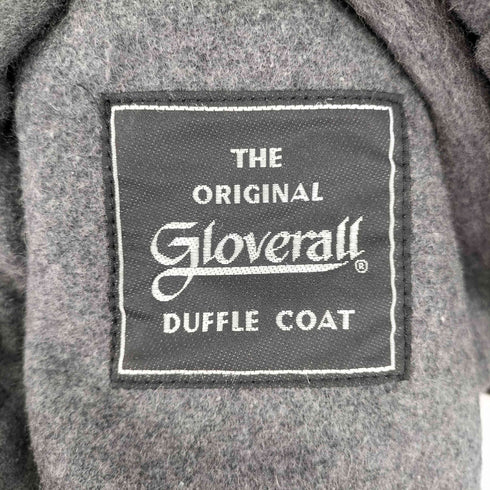 THE
ORIGINAL
Gloverall®
DUFFLE COAT